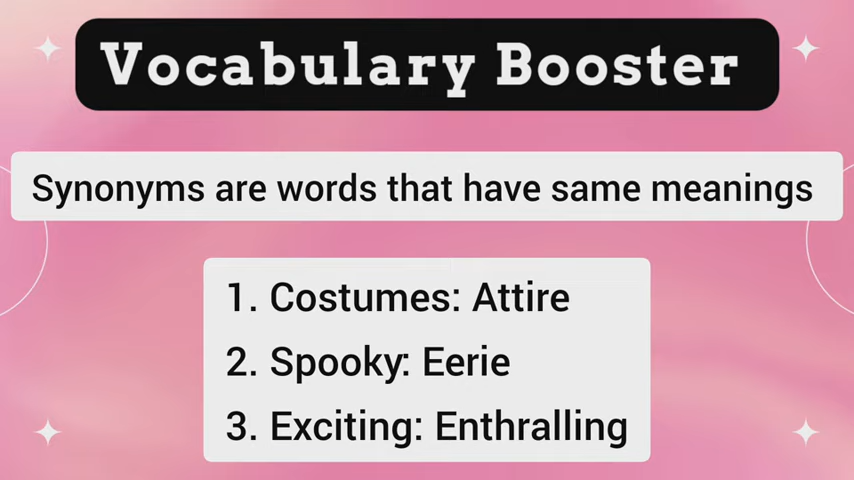 Vocabulary Booster
Synonyms are words that have same meanings
1. Costumes: Attire
2. Spooky: Eerie
3. Exciting: Enthralling